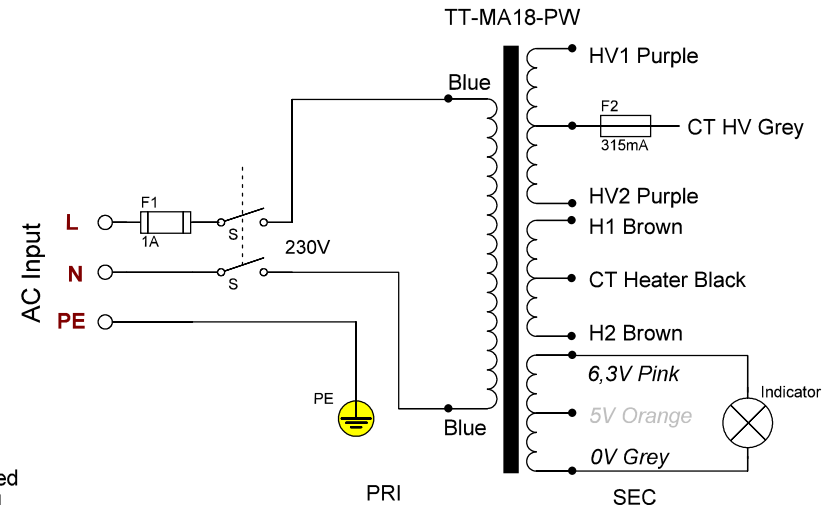 TT-MA18-PW
HV1 Purple
Blue
F2
CT HV Grey
315mA
HV2 Purple
F1
L
1A
S
H1 Brown
230V
AC Input
N
S
CT Heater Black
PE
H2 Brown
6,3V Pink
Indicator
PE
5V Orange
Blue
0V Grey
ed
PRI
SEC